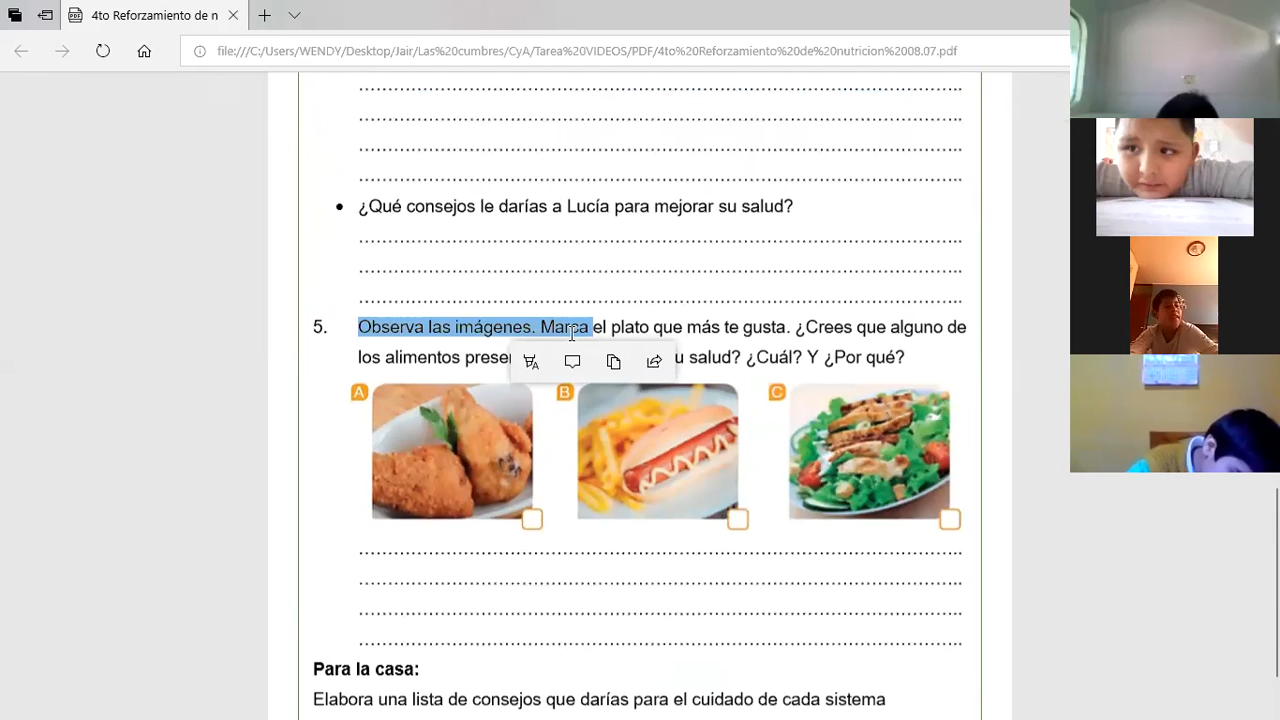 4to Reforzamiento de n
file:///C:/Users/WENDY/Desktop/Jair/Las%20cumbres/CyA/Tarea%20VIDEOS/PDF/4to%20Reforzamiento%20de%20nutricion%2008.07.pdf
• ¿Qué consejos le darías a Lucía para mejorar su salud?
5. Observa las imágenes. Marca el plato que más te gusta. ¿Crees que alguno de
los alimentos presen u salud? ¿Cuál? Y ¿Por qué?
A B C
Para la casa:
Elabora una lista de consejos que darías para el cuidado de cada sistema